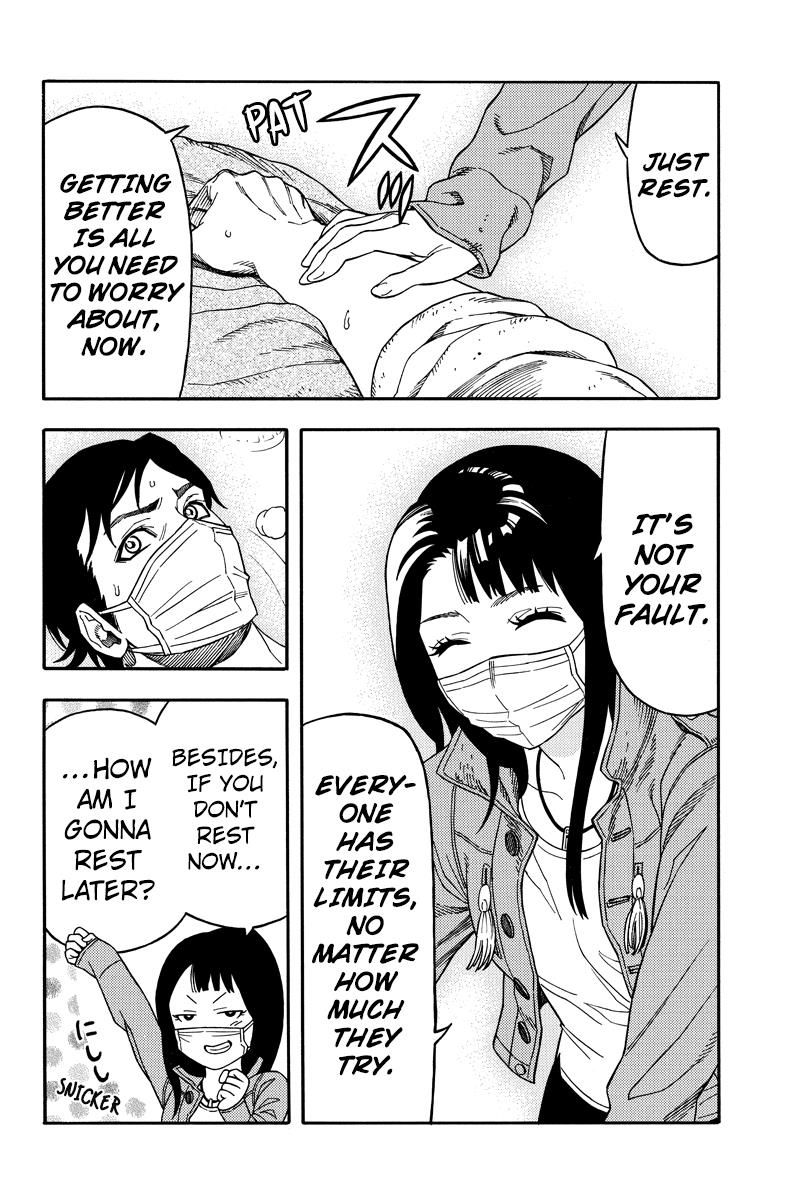 JUST
REST.
PAT
ス
GETTING
BETTER
IS ALL
YOU NEED
TO WORRY
ABOUT,
NOW.
IT'S
NOT
YOUR
FAULT.
EVERY-
ONE
HAS
THEIR
LIMITS,
NO
MATTER
HOW
MUCH
THEY
TRY.
BESIDES,
IF YOU
DON'T
REST
NOW...
...HOW
AM I
GONNA
REST
LATER?
にしし
SNICKER